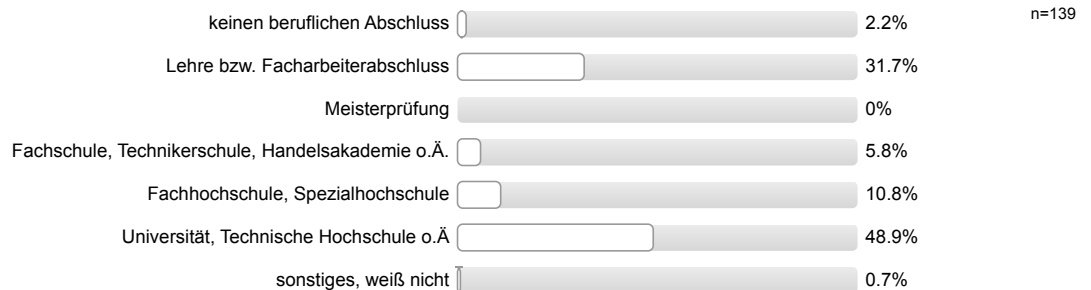 keinen beruflichen Abschluss 2.2% n=139
Lehre bzw. Facharbeiterabschluss 31.7%
Meisterprüfung 0%
Fachschule, Technikerschule, Handelsakademie o.Ä. 5.8%
Fachhochschule, Spezialhochschule 10.8%
Universität, Technische Hochschule o.Ä 48.9%
sonstiges, weiß nicht 0.7%